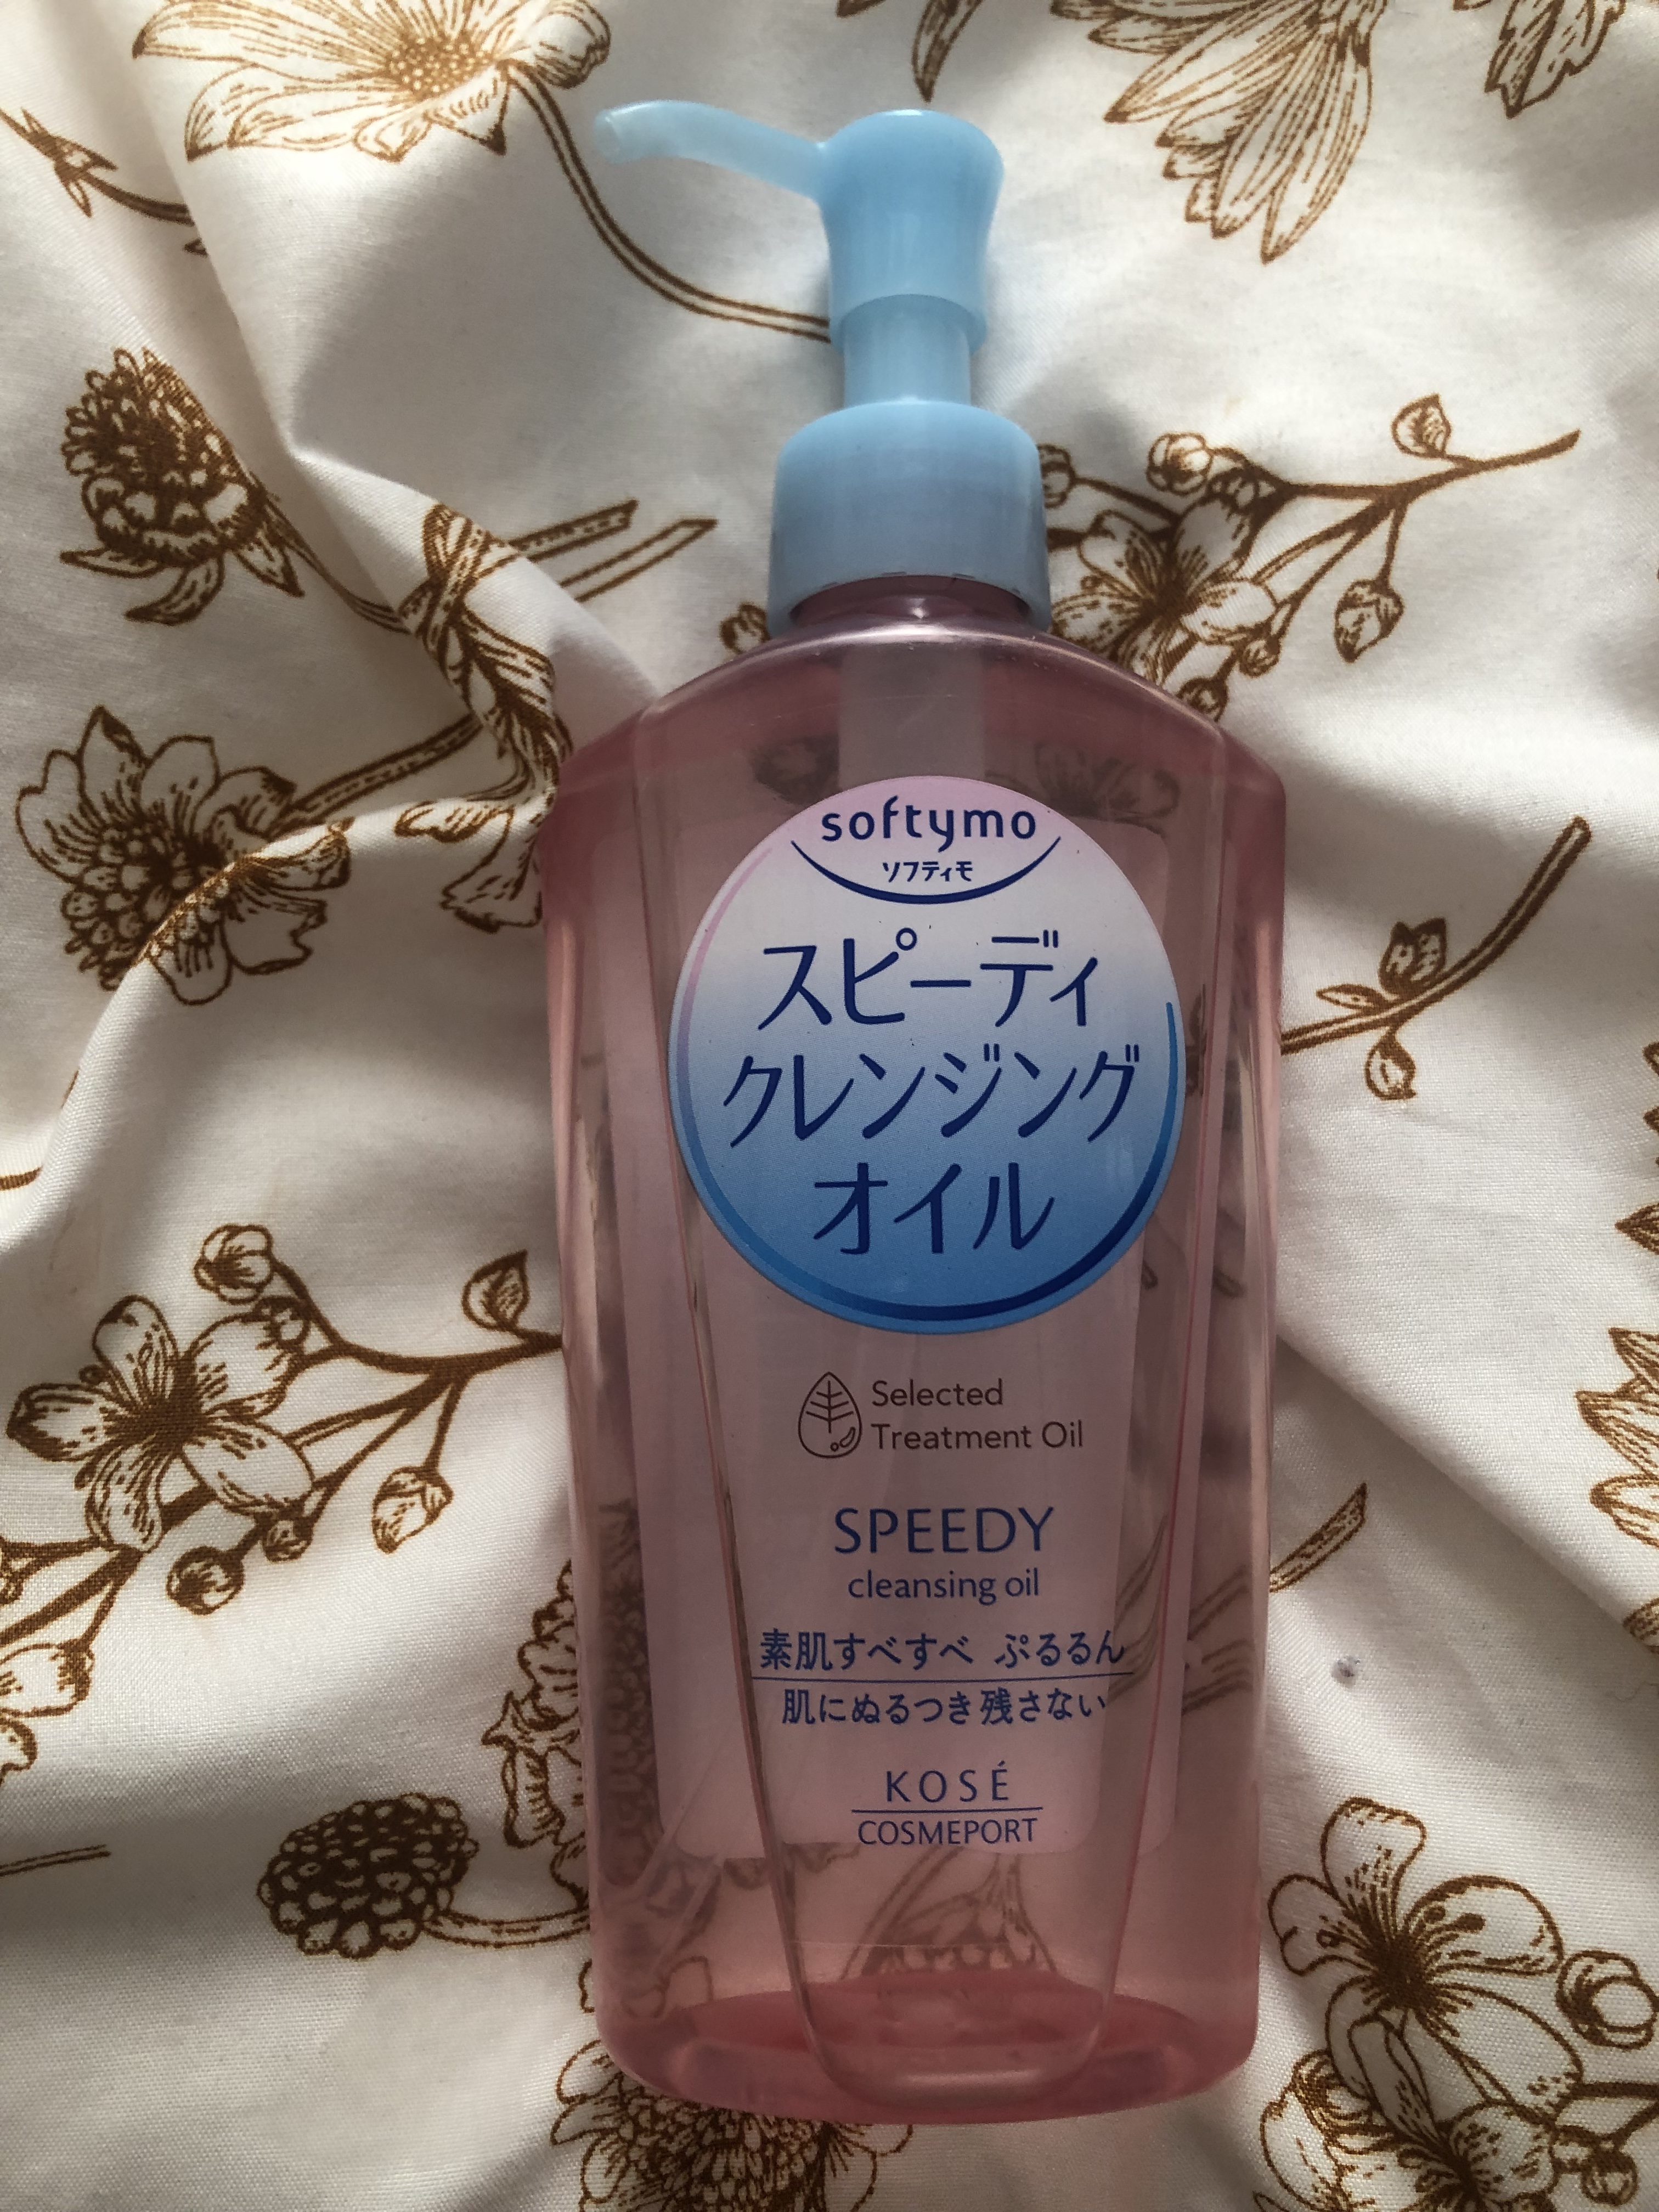 softymo
ソフティモ
スピーディ
クレンジング
オイル
Selected
Treatment Oil
SPEEDY
cleansing oil
素肌すべすべ ぷるるん
肌にぬるつき残さない
KOSÉ
COSMEPORT